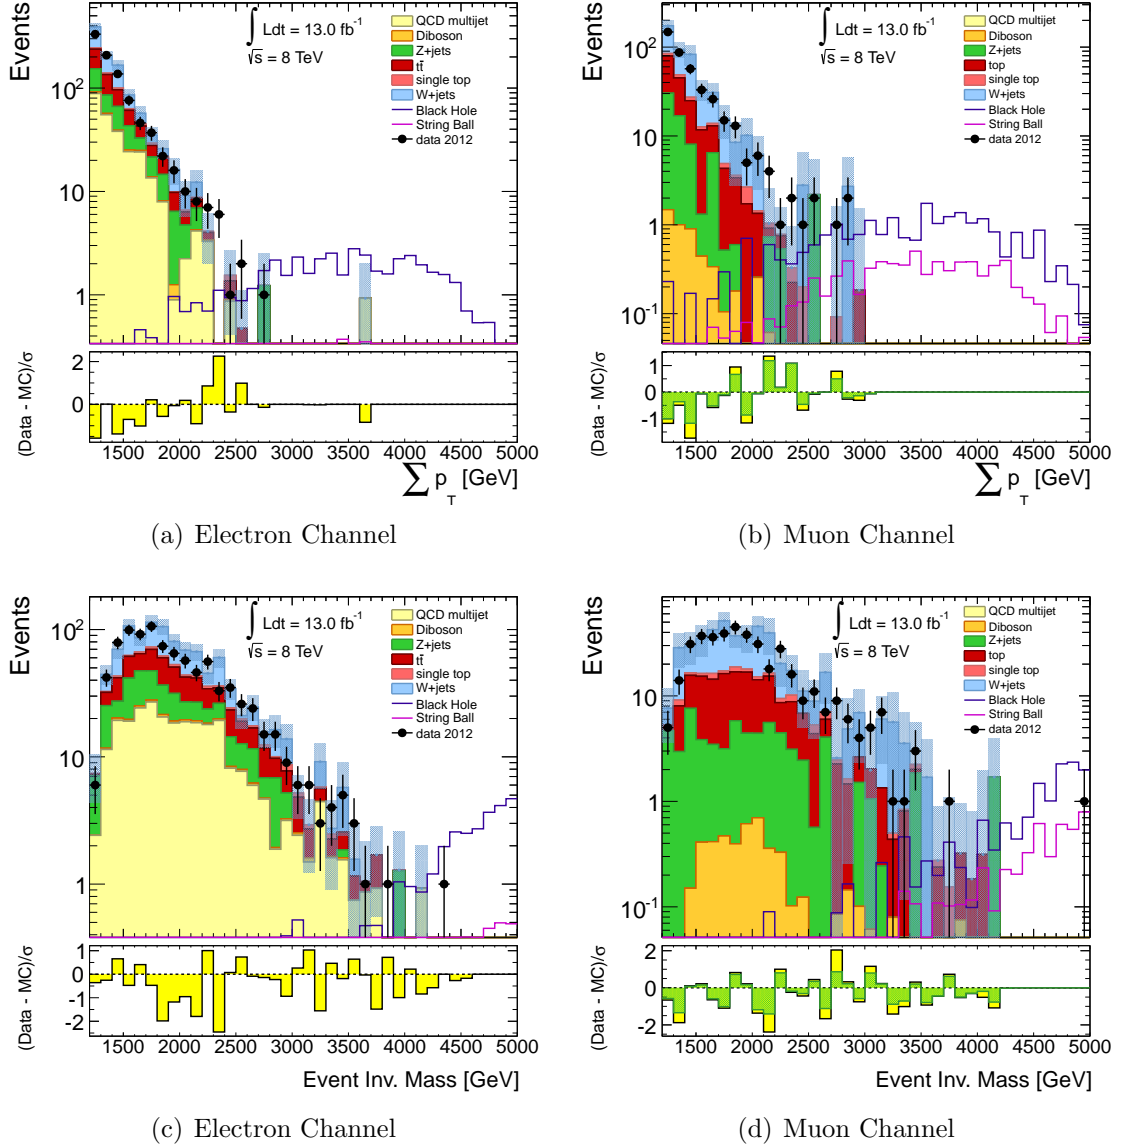 Events
∫ Ldt = 13.0 fb⁻¹
√s = 8 TeV
QCD multijet
Diboson
Z+jets
tt̄
single top
W+jets
Black Hole
String Ball
data 2012
10²
10
1
(Data - MC)/σ
2
0
1500 2000 2500 3000 3500 4000 4500 5000
∑ p_T [GeV]
(a) Electron Channel
Events
∫ Ldt = 13.0 fb⁻¹
√s = 8 TeV
QCD multijet
Diboson
Z+jets
top
single top
W+jets
Black Hole
String Ball
data 2012
10²
10
1
10⁻¹
(Data - MC)/σ
1
0
-1
1500 2000 2500 3000 3500 4000 4500 5000
∑ p_T [GeV]
(b) Muon Channel
Events
∫ Ldt = 13.0 fb⁻¹
√s = 8 TeV
QCD multijet
Diboson
Z+jets
tt̄
single top
W+jets
Black Hole
String Ball
data 2012
10²
10
1
(Data - MC)/σ
1
0
-1
-2
1500 2000 2500 3000 3500 4000 4500 5000
Event Inv. Mass [GeV]
(c) Electron Channel
Events
∫ Ldt = 13.0 fb⁻¹
√s = 8 TeV
QCD multijet
Diboson
Z+jets
top
single top
W+jets
Black Hole
String Ball
data 2012
10
1
10⁻¹
(Data - MC)/σ
2
0
-2
1500 2000 2500 3000 3500 4000 4500 5000
Event Inv. Mass [GeV]
(d) Muon Channel